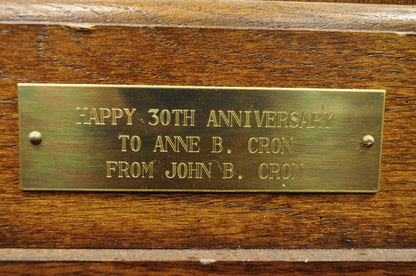 HAPPY 30TH ANNIVERSARY
TO ANNE B. CRON
FROM JOHN B. CRON